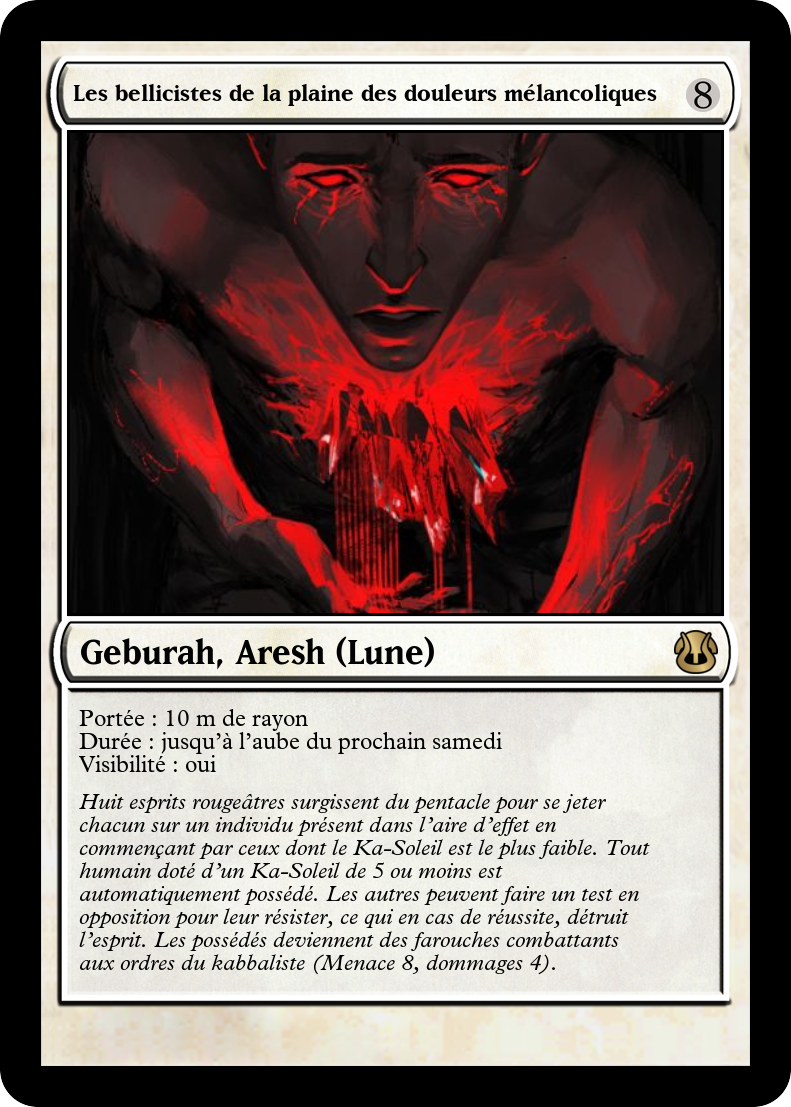 Les bellicistes de la plaine des douleurs mélancoliques 8
Geburah, Aresh (Lune)
Portée : 10 m de rayon
Durée : jusqu'à l'aube du prochain samedi
Visibilité : oui
Huit esprits rougeâtres surgissent du pentacle pour se jeter
chacun sur un individu présent dans l'aire d'effet en
commençant par ceux dont le Ka-Soleil est le plus faible. Tout
humain doté d'un Ka-Soleil de 5 ou moins est
automatiquement possédé. Les autres peuvent faire un test en
opposition pour leur résister, ce qui en cas de réussite, détruit
l'esprit. Les possédés deviennent des farouches combattants
aux ordres du kabbaliste (Menace 8, dommages 4).